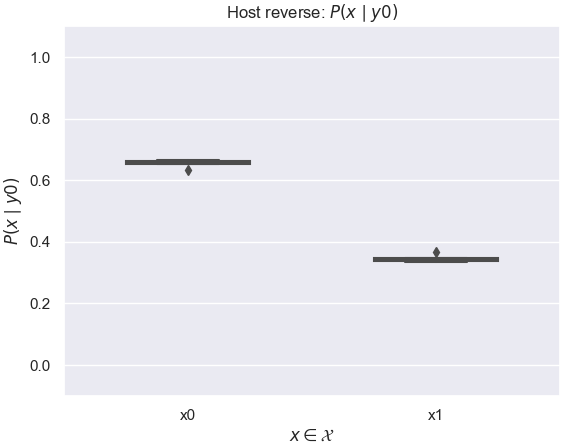 Host reverse: P(x | y0)
1.0
0.8
0.6
0.4
0.2
0.0
P(x | y0)
x0 x1
x ∈ 𝒳